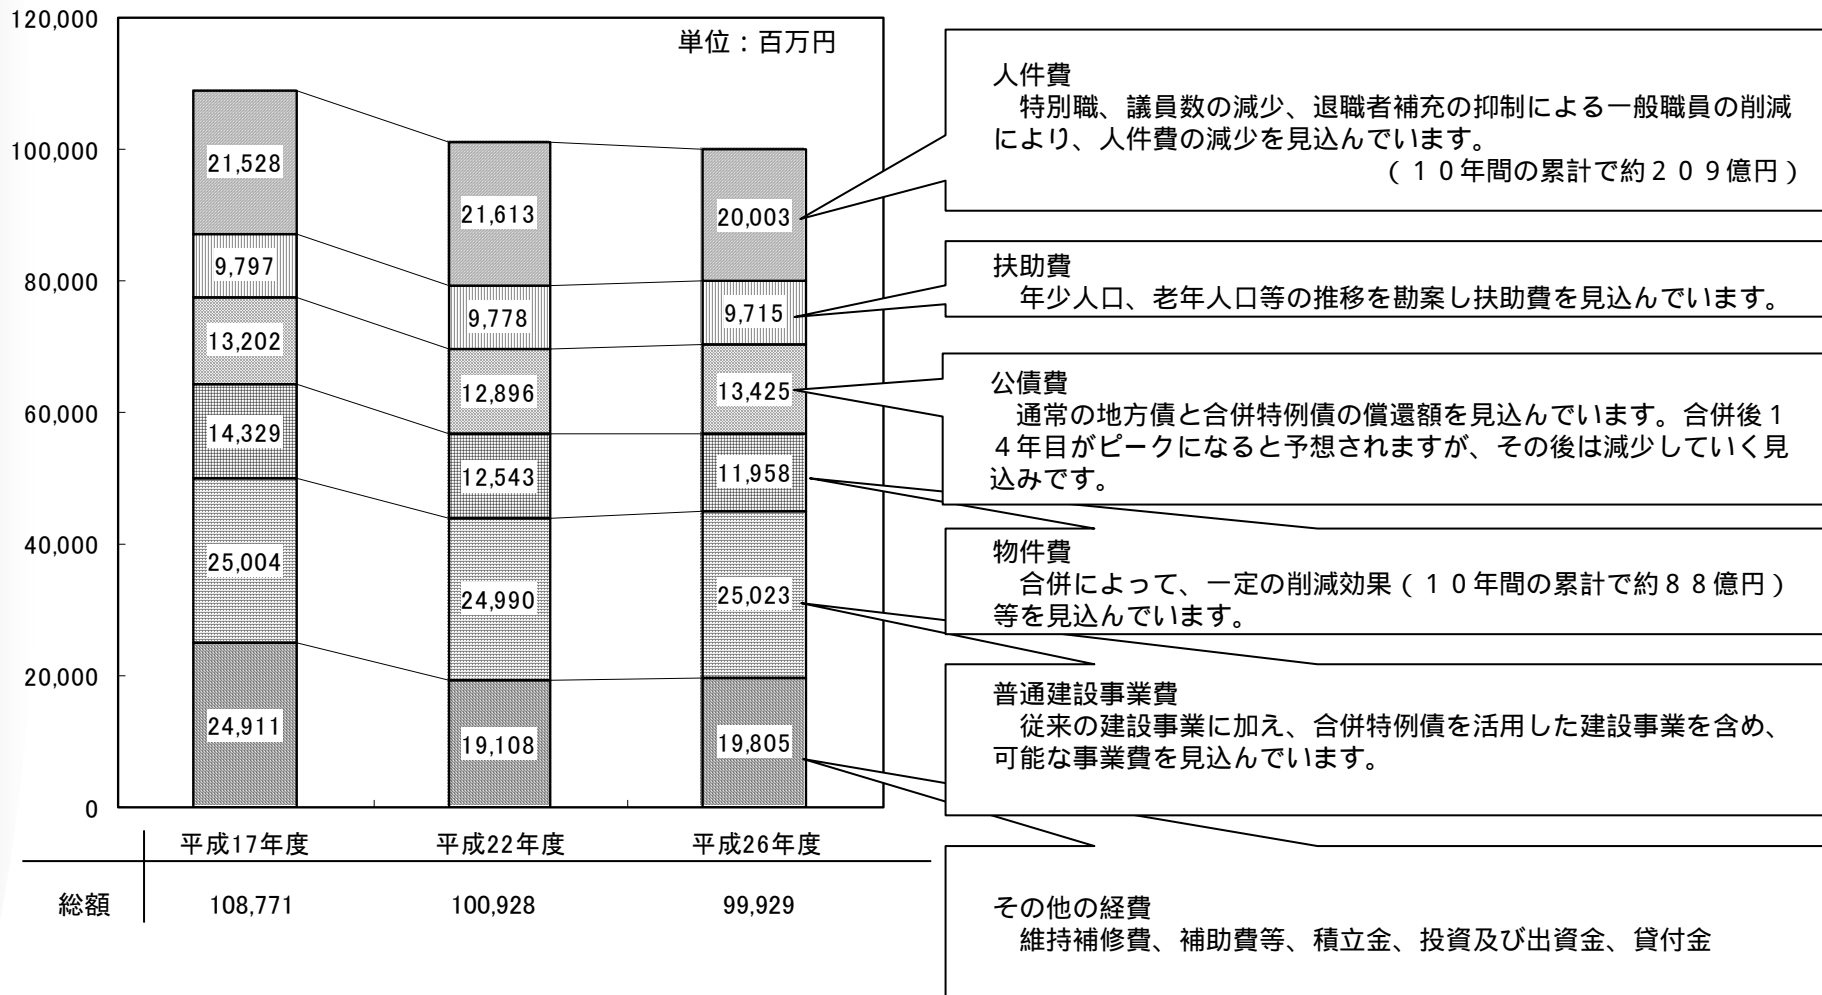 120,000
100,000
80,000
60,000
40,000
20,000
0
単位：百万円
21,528
9,797
13,202
14,329
25,004
24,911
21,613
9,778
12,896
12,543
24,990
19,108
20,003
9,715
13,425
11,958
25,023
19,805
平成17年度 平成22年度 平成26年度
総額 108,771 100,928 99,929
人件費
特別職、議員数の減少、退職者補充の抑制による一般職員の削減
により、人件費の減少を見込んでいます。
（１０年間の累計で約２０９億円）
扶助費
年少人口、老年人口等の推移を勘案し扶助費を見込んでいます。
公債費
通常の地方債と合併特例債の償還額を見込んでいます。合併後１
４年目がピークになると予想されますが、その後は減少していく見
込みです。
物件費
合併によって、一定の削減効果（１０年間の累計で約８８億円）
等を見込んでいます。
普通建設事業費
従来の建設事業に加え、合併特例債を活用した建設事業を含め、
可能な事業費を見込んでいます。
その他の経費
維持補修費、補助費等、積立金、投資及び出資金、貸付金